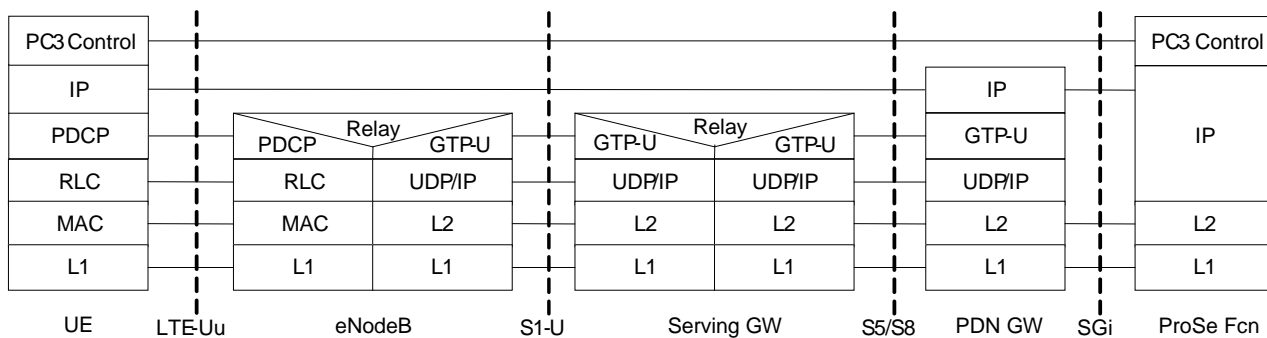 PC3 Control PC3 Control
IP IP
PDCP Relay Relay GTP-U IP
PDCP GTP-U GTP-U GTP-U
RLC RLC UDP/IP UDP/IP UDP/IP UDP/IP
MAC MAC L2 L2 L2 L2 L2
L1 L1 L1 L1 L1 L1 L1
UE LTE-Uu eNodeB S1-U Serving GW S5/S8 PDN GW SGi ProSe Fcn